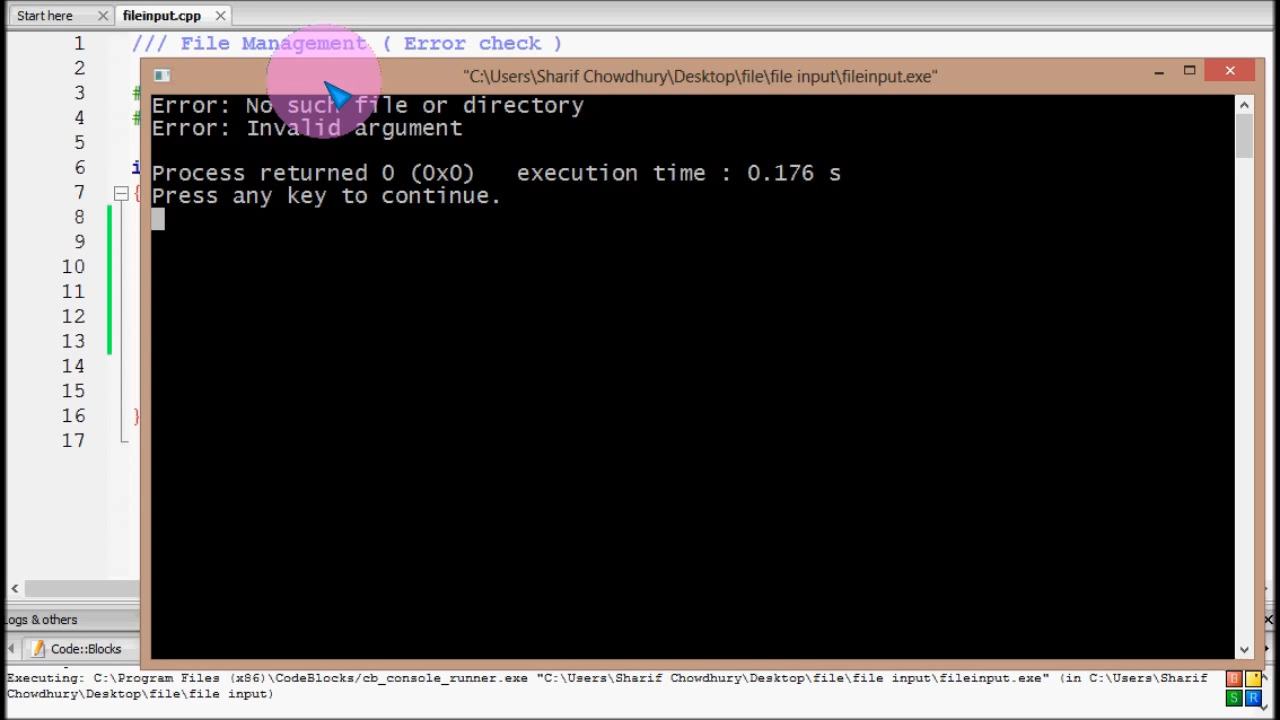 Start here
fileinput.cpp
1 /// File Management ( Error check )
2
"C:\Users\Sharif Chowdhury\Desktop\file\file input\fileinput.exe"
3 #
4 #
5
6 i
7 {
8
9
10
11
12
13
14
15
16 }
17
Error: No such file or directory
Error: Invalid argument
Process returned 0 (0x0)   execution time : 0.176 s
Press any key to continue.
ogs & others
Code::Blocks
Executing: C:\Program Files (x86)\CodeBlocks/cb_console_runner.exe "C:\Users\Sharif Chowdhury\Desktop\file\file input\fileinput.exe" (in C:\Users\Sharif
Chowdhury\Desktop\file\file input)
B
S R